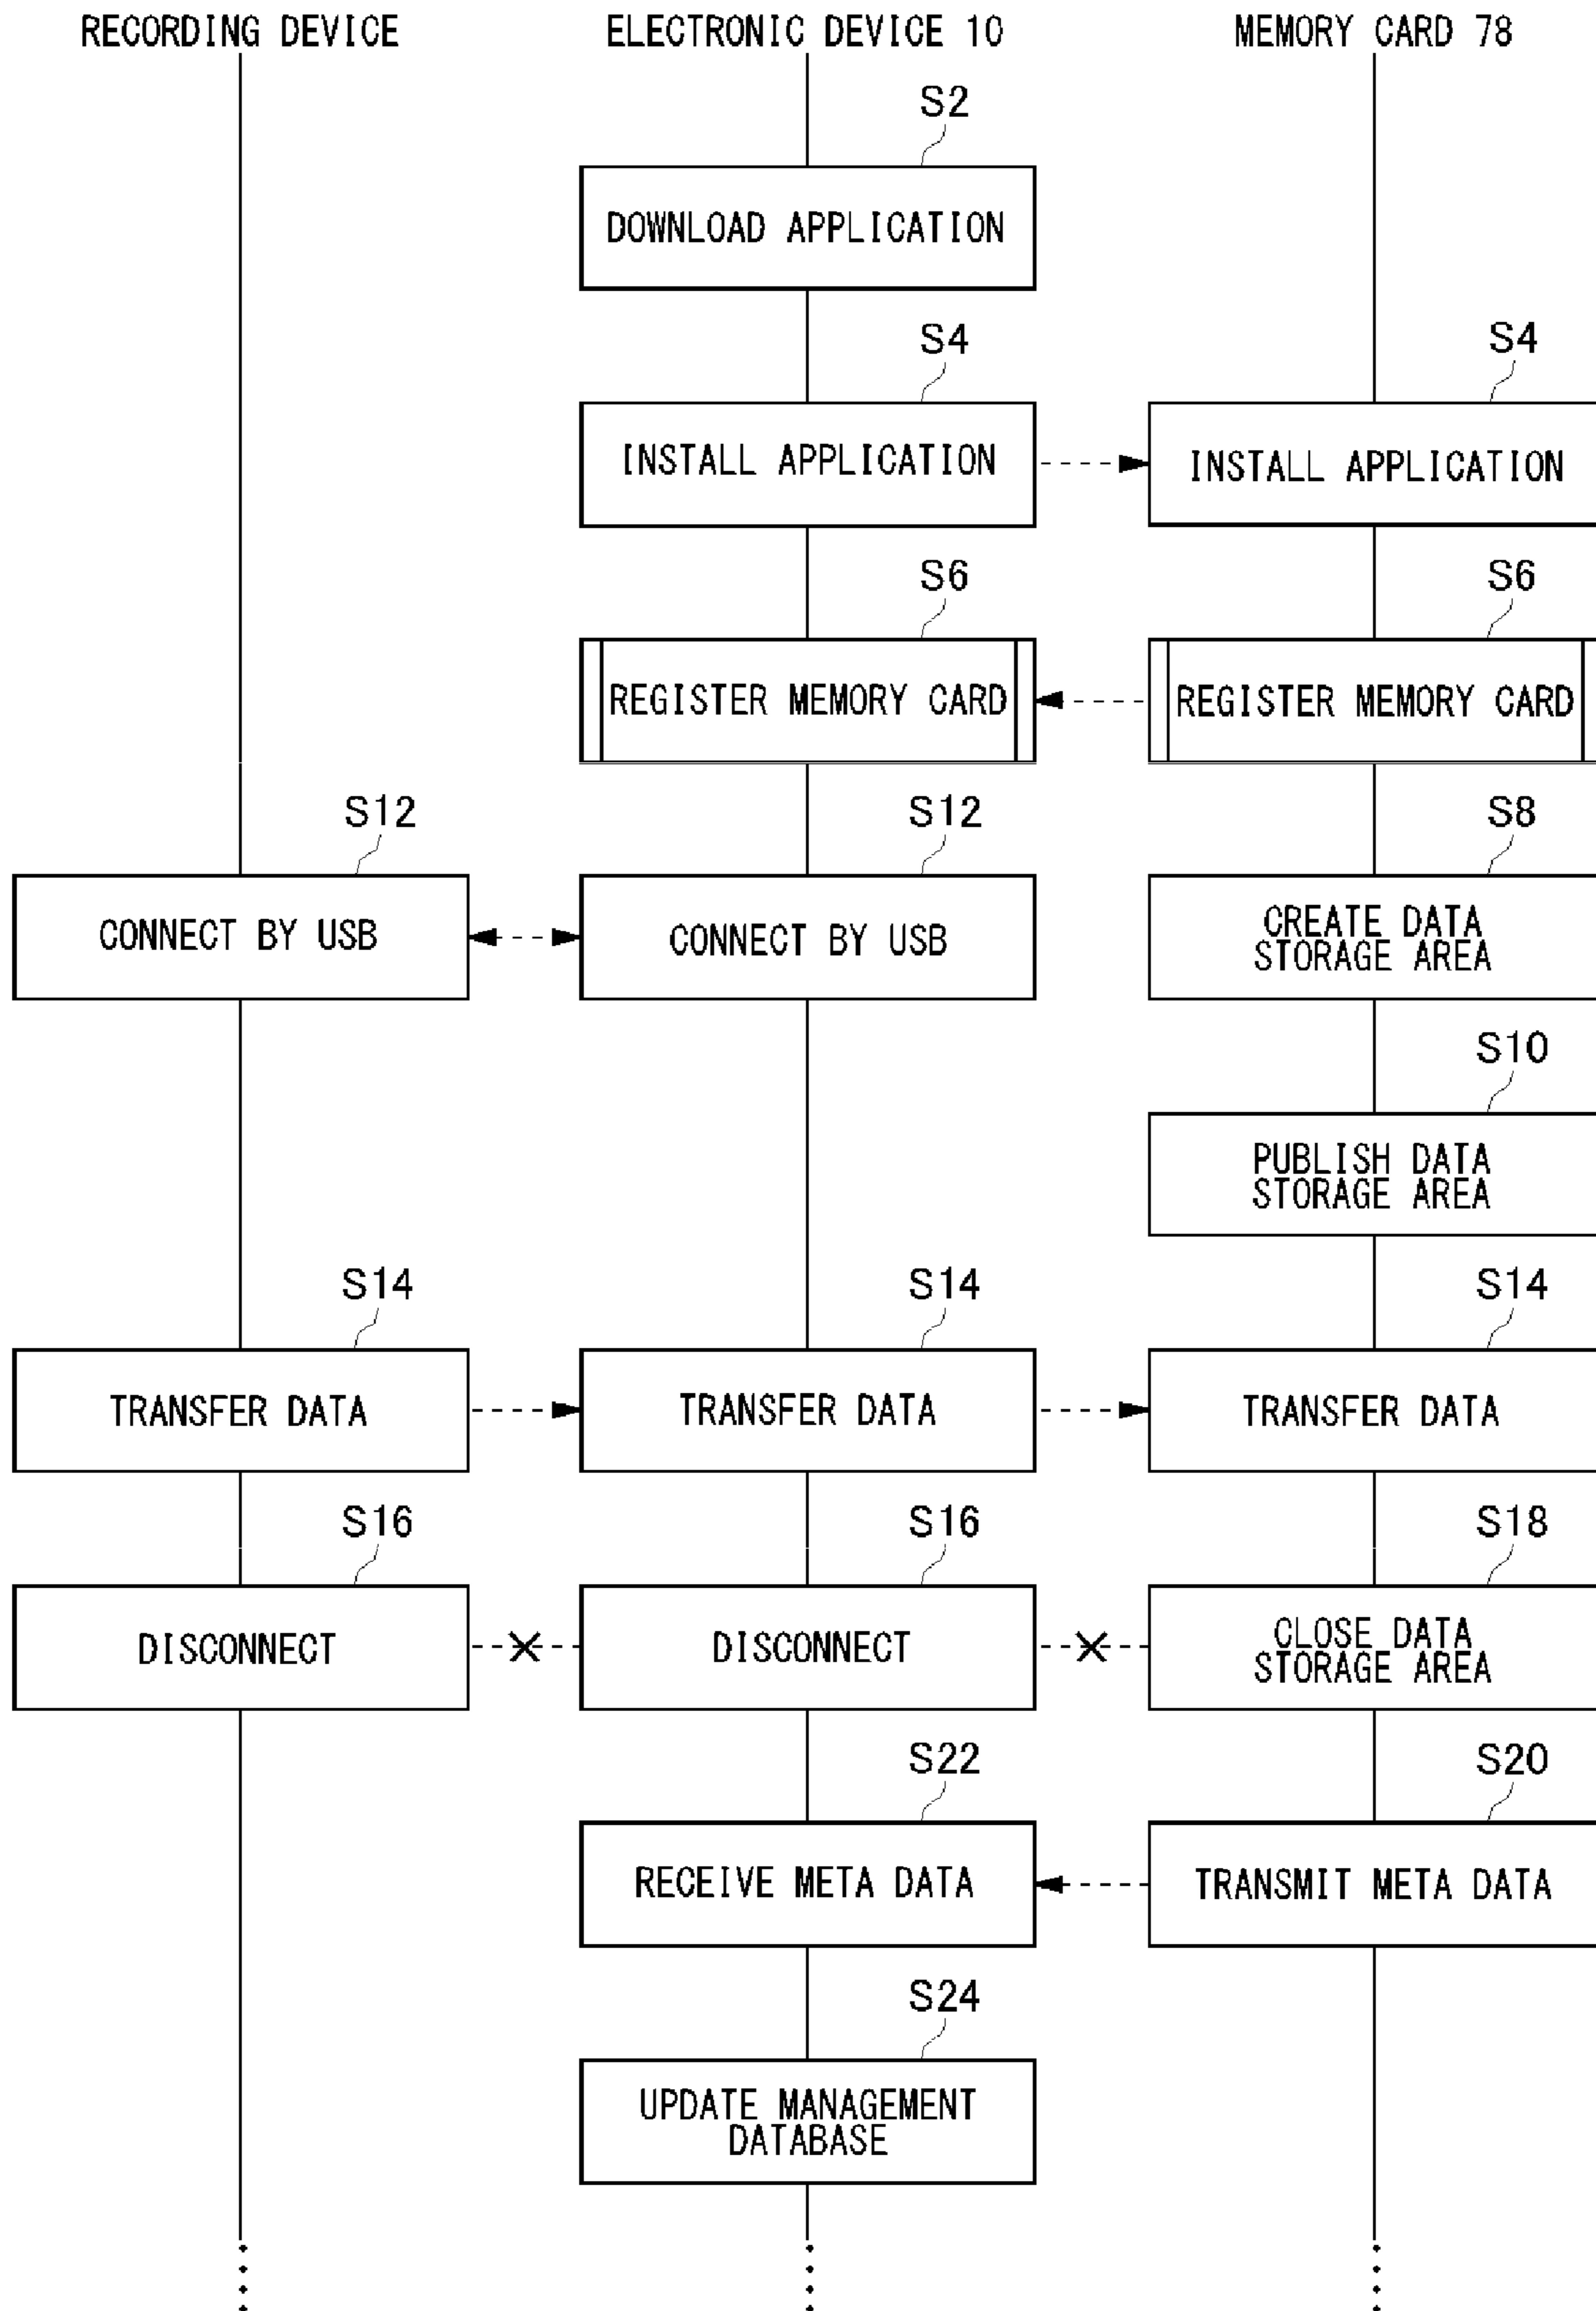 RECORDING DEVICE
ELECTRONIC DEVICE 10
MEMORY CARD 78
S2
DOWNLOAD APPLICATION
S4
S4
INSTALL APPLICATION
INSTALL APPLICATION
S6
S6
REGISTER MEMORY CARD
REGISTER MEMORY CARD
S12
S12
S8
CONNECT BY USB
CONNECT BY USB
CREATE DATA
STORAGE AREA
S10
PUBLISH DATA
STORAGE AREA
S14
S14
S14
TRANSFER DATA
TRANSFER DATA
TRANSFER DATA
S16
S16
S18
DISCONNECT
DISCONNECT
CLOSE DATA
STORAGE AREA
S22
S20
RECEIVE META DATA
TRANSMIT META DATA
S24
UPDATE MANAGEMENT
DATABASE